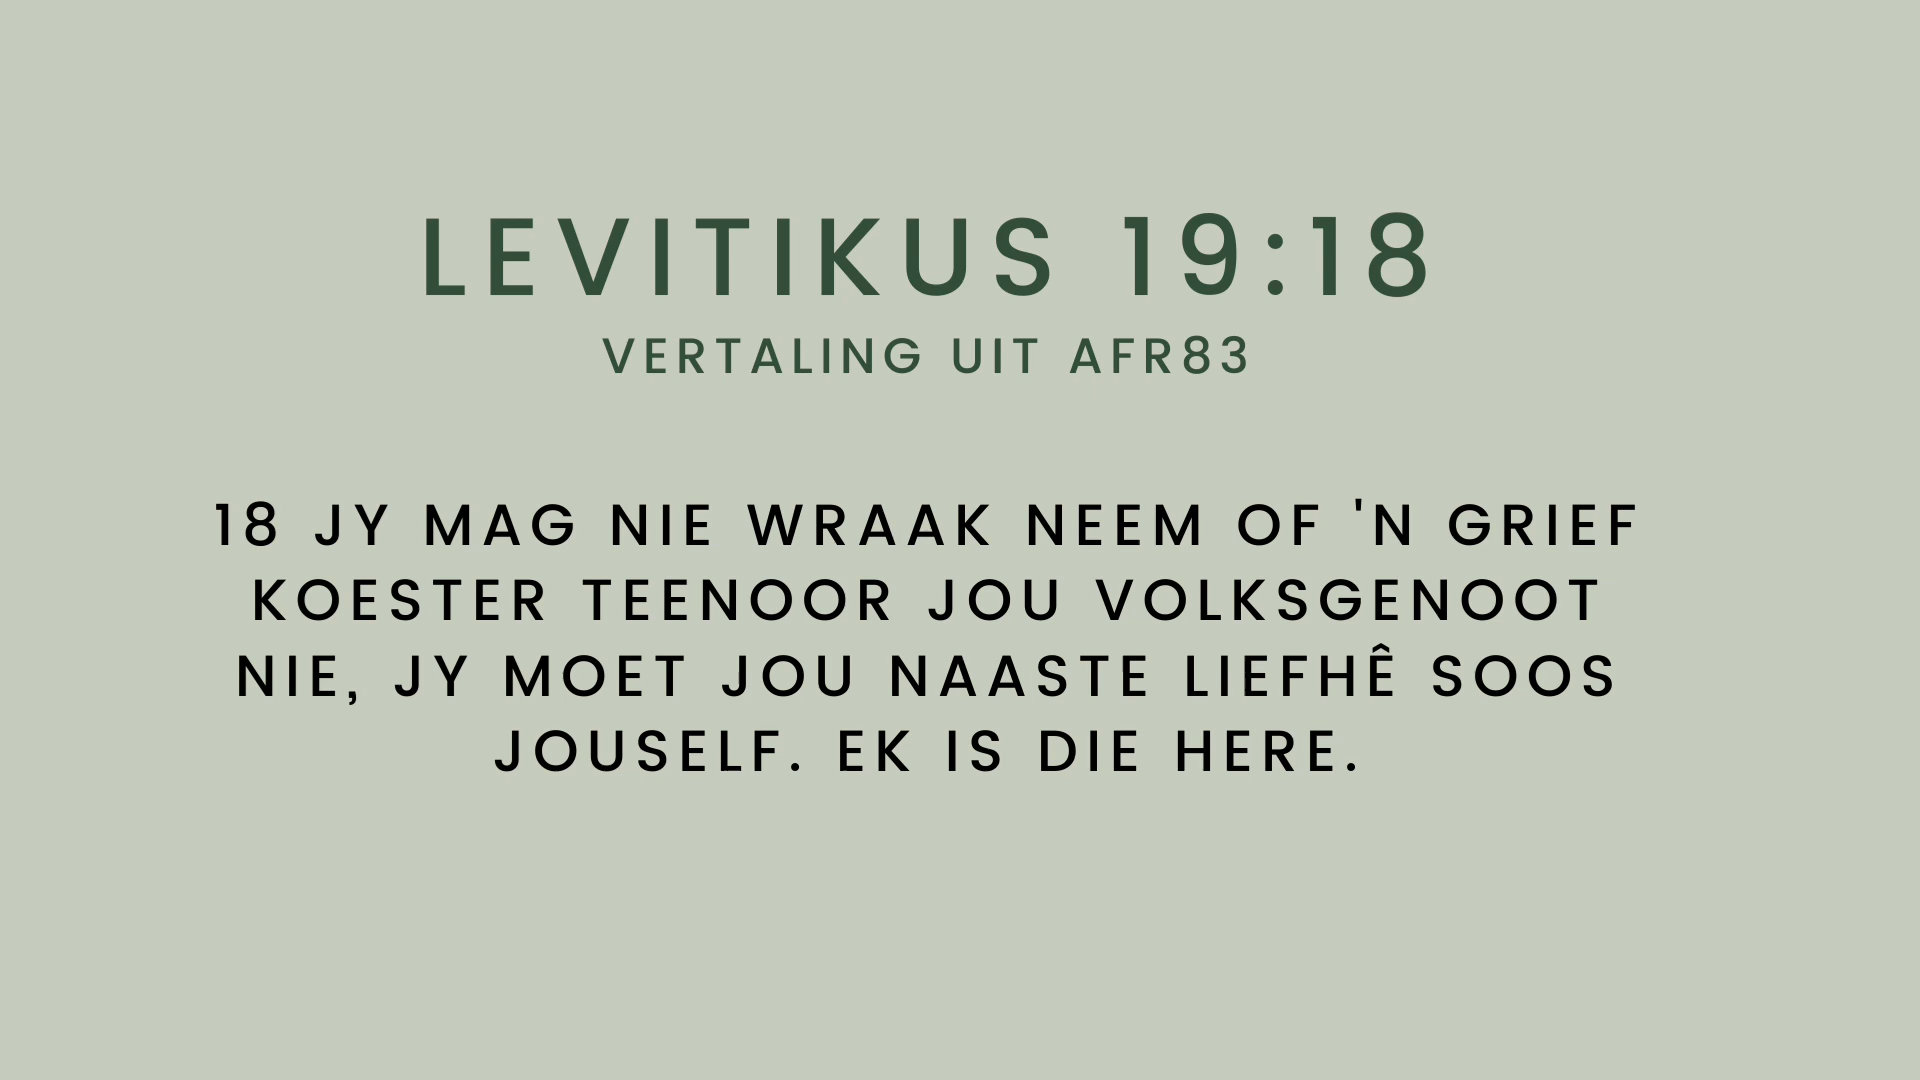 LEVITIKUS 19:18
VERTALING UIT AFR83
18 JY MAG NIE WRAAK NEEM OF 'N GRIEF
KOESTER TEENOOR JOU VOLKSGENOOT
NIE, JY MOET JOU NAASTE LIEFHÊ SOOS
JOUSELF. EK IS DIE HERE.